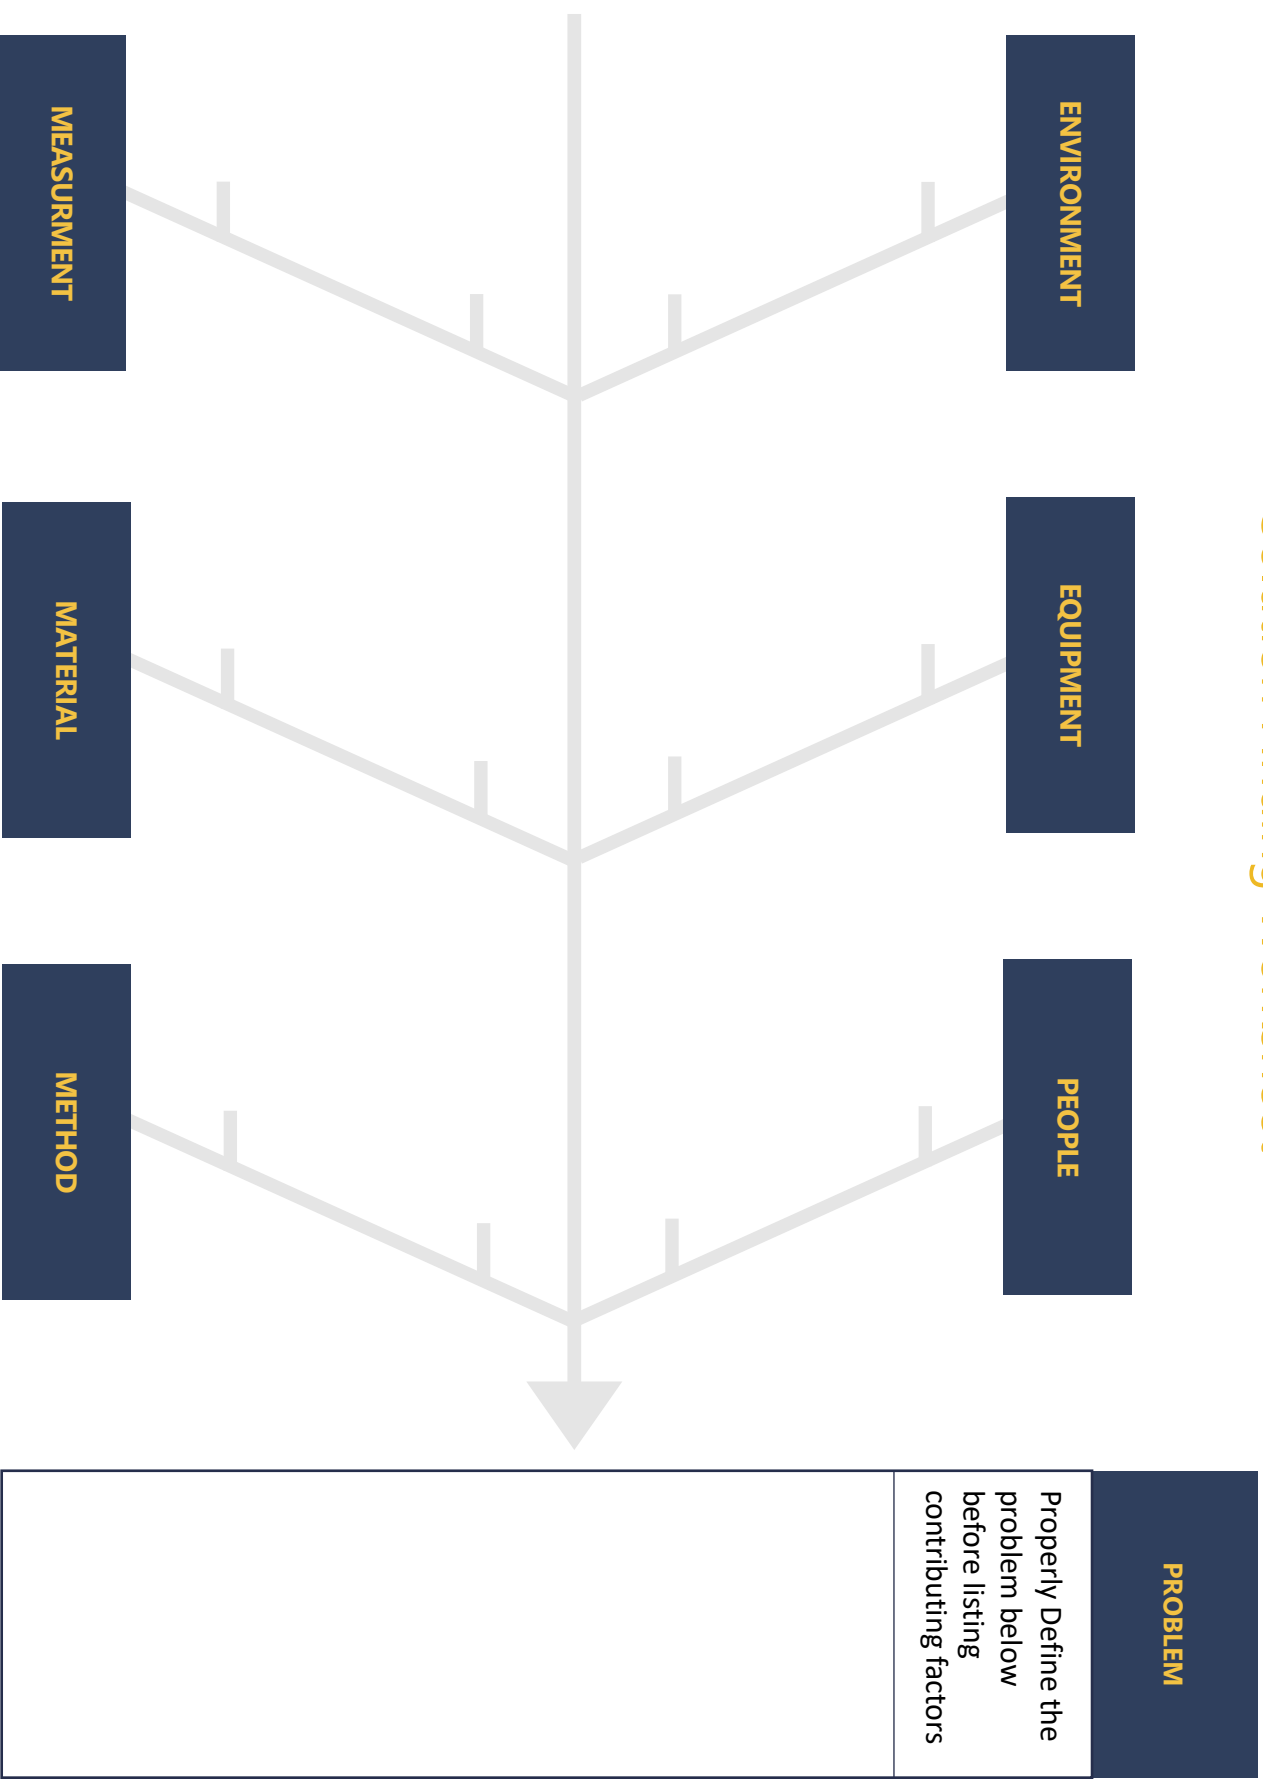 ENVIRONMENT
EQUIPMENT
PEOPLE
PROBLEM
Properly Define the
problem below
before listing
contributing factors
MEASURMENT
MATERIAL
METHOD